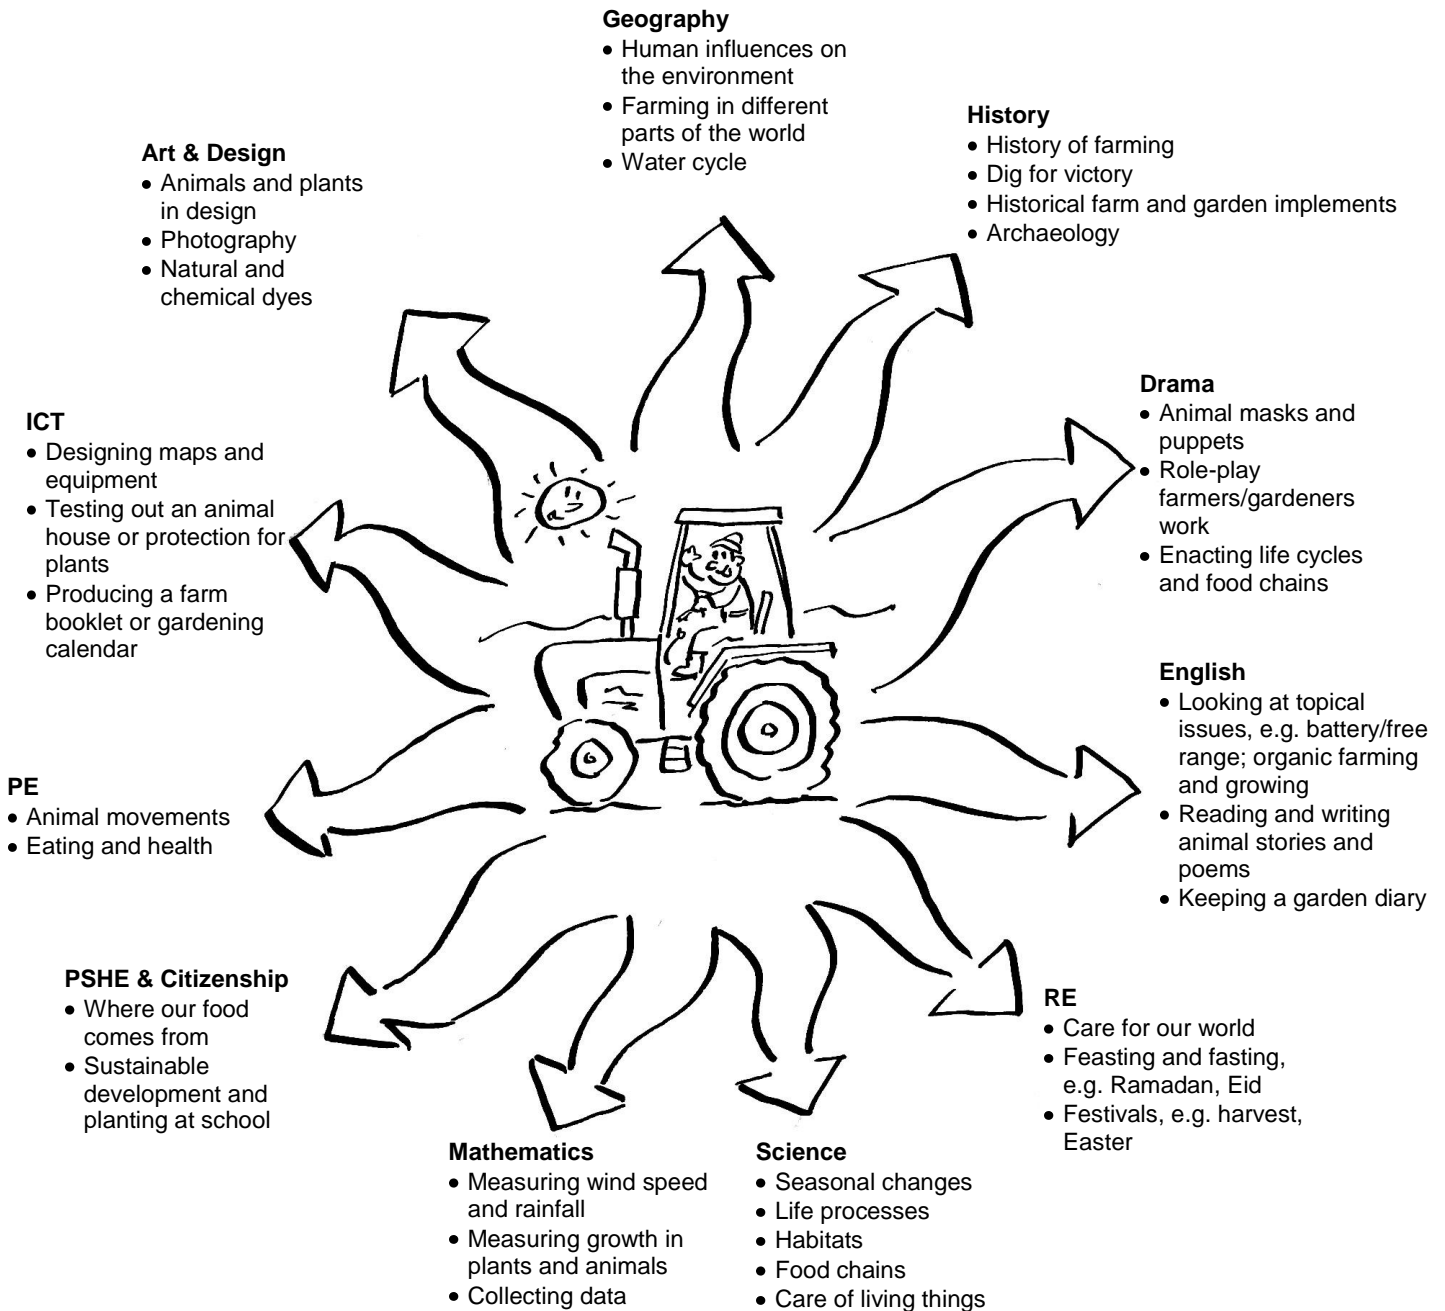 Geography
• Human influences on
the environment
• Farming in different
parts of the world
• Water cycle
History
• History of farming
• Dig for victory
• Historical farm and garden implements
• Archaeology
Art & Design
• Animals and plants
in design
• Photography
• Natural and
chemical dyes
Drama
• Animal masks and
puppets
• Role-play
farmers/gardeners
work
• Enacting life cycles
and food chains
ICT
• Designing maps and
equipment
• Testing out an animal
house or protection for
plants
• Producing a farm
booklet or gardening
calendar
English
• Looking at topical
issues, e.g. battery/free
range; organic farming
and growing
• Reading and writing
animal stories and
poems
• Keeping a garden diary
PE
• Animal movements
• Eating and health
PSHE & Citizenship
• Where our food
comes from
• Sustainable
development and
planting at school
RE
• Care for our world
• Feasting and fasting,
e.g. Ramadan, Eid
• Festivals, e.g. harvest,
Easter
Mathematics
• Measuring wind speed
and rainfall
• Measuring growth in
plants and animals
• Collecting data
Science
• Seasonal changes
• Life processes
• Habitats
• Food chains
• Care of living things